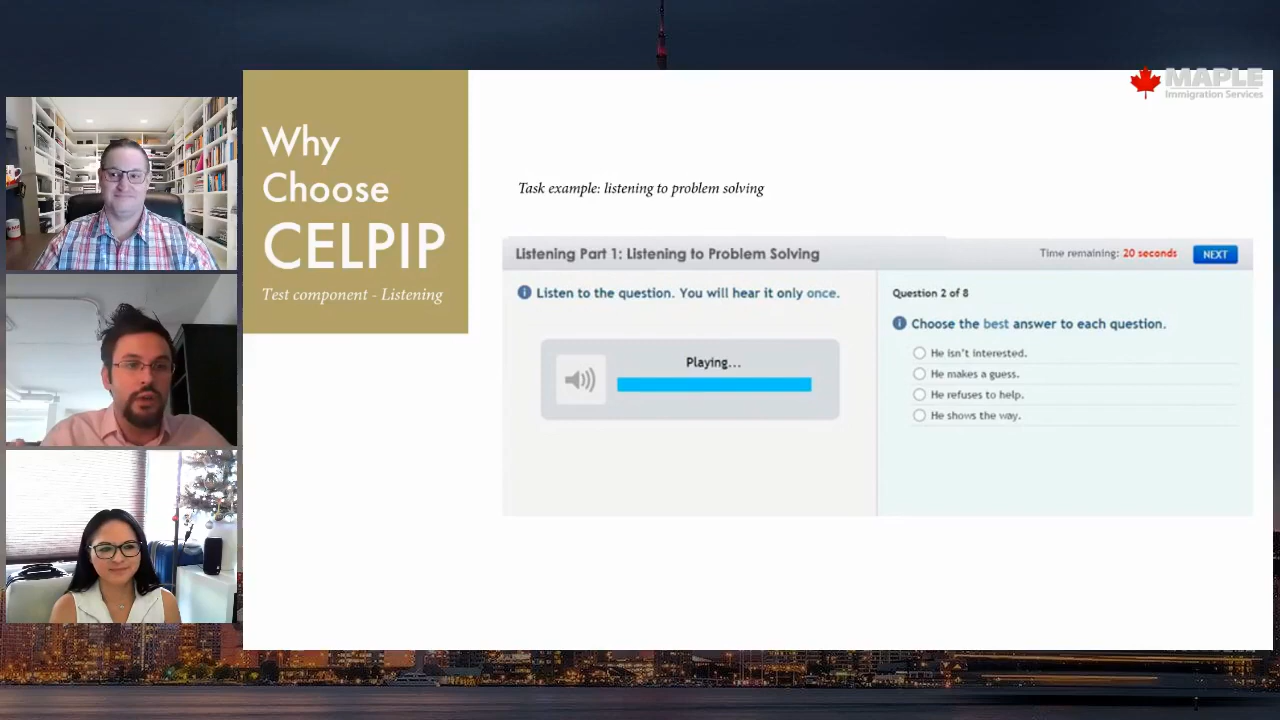 MAPLE
Immigration Services
Why
Choose
CELPIP
Test component - Listening
Task example: listening to problem solving
Listening Part 1: Listening to Problem Solving
Time remaining: 20 seconds
NEXT
Listen to the question. You will hear it only once.
Playing...
Question 2 of 8
Choose the best answer to each question.
He isn't interested.
He makes a guess.
He refuses to help.
He shows the way.